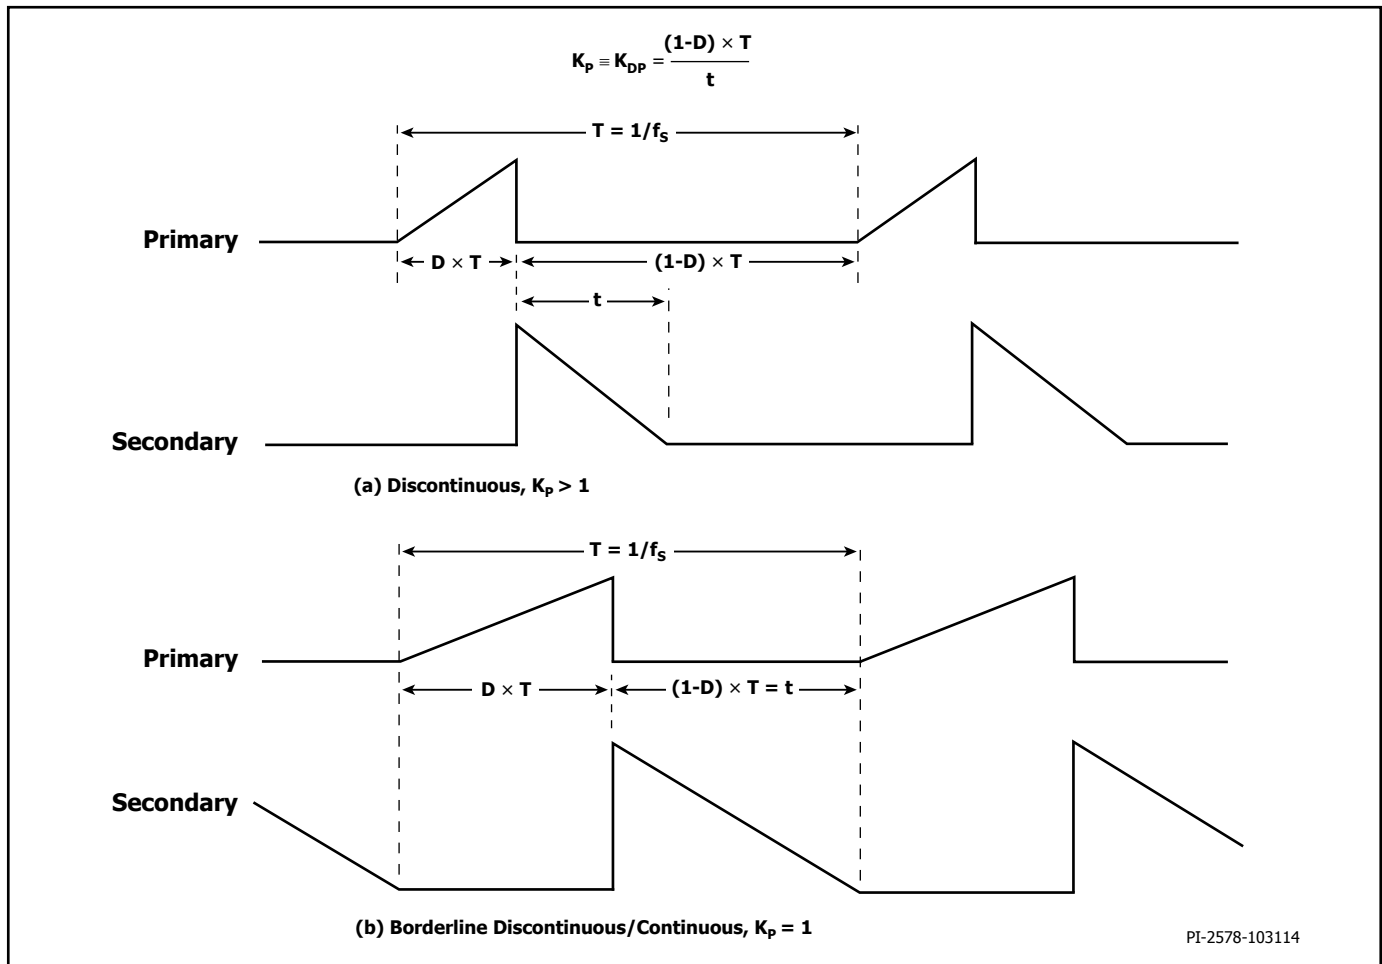 K_P ≡ K_DP = (1-D) × T / t
T = 1/f_S
Primary
D × T
(1-D) × T
t
Secondary
(a) Discontinuous, K_P > 1
T = 1/f_S
Primary
D × T
(1-D) × T = t
Secondary
(b) Borderline Discontinuous/Continuous, K_P = 1
PI-2578-103114